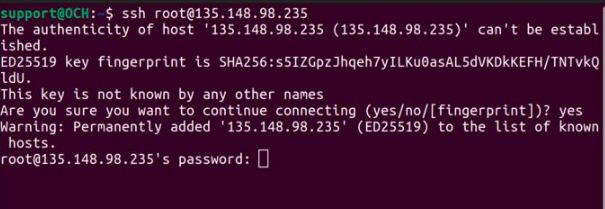 support@OCH:~$ ssh root@135.148.98.235
The authenticity of host '135.148.98.235 (135.148.98.235)' can't be establ
ished.
ED25519 key fingerprint is SHA256:s5IZGpzJhqeh7yILKu0asAL5dVKDkKEFH/TNTvkQ
ldU.
This key is not known by any other names
Are you sure you want to continue connecting (yes/no/[fingerprint])? yes
Warning: Permanently added '135.148.98.235' (ED25519) to the list of known
 hosts.
root@135.148.98.235's password: